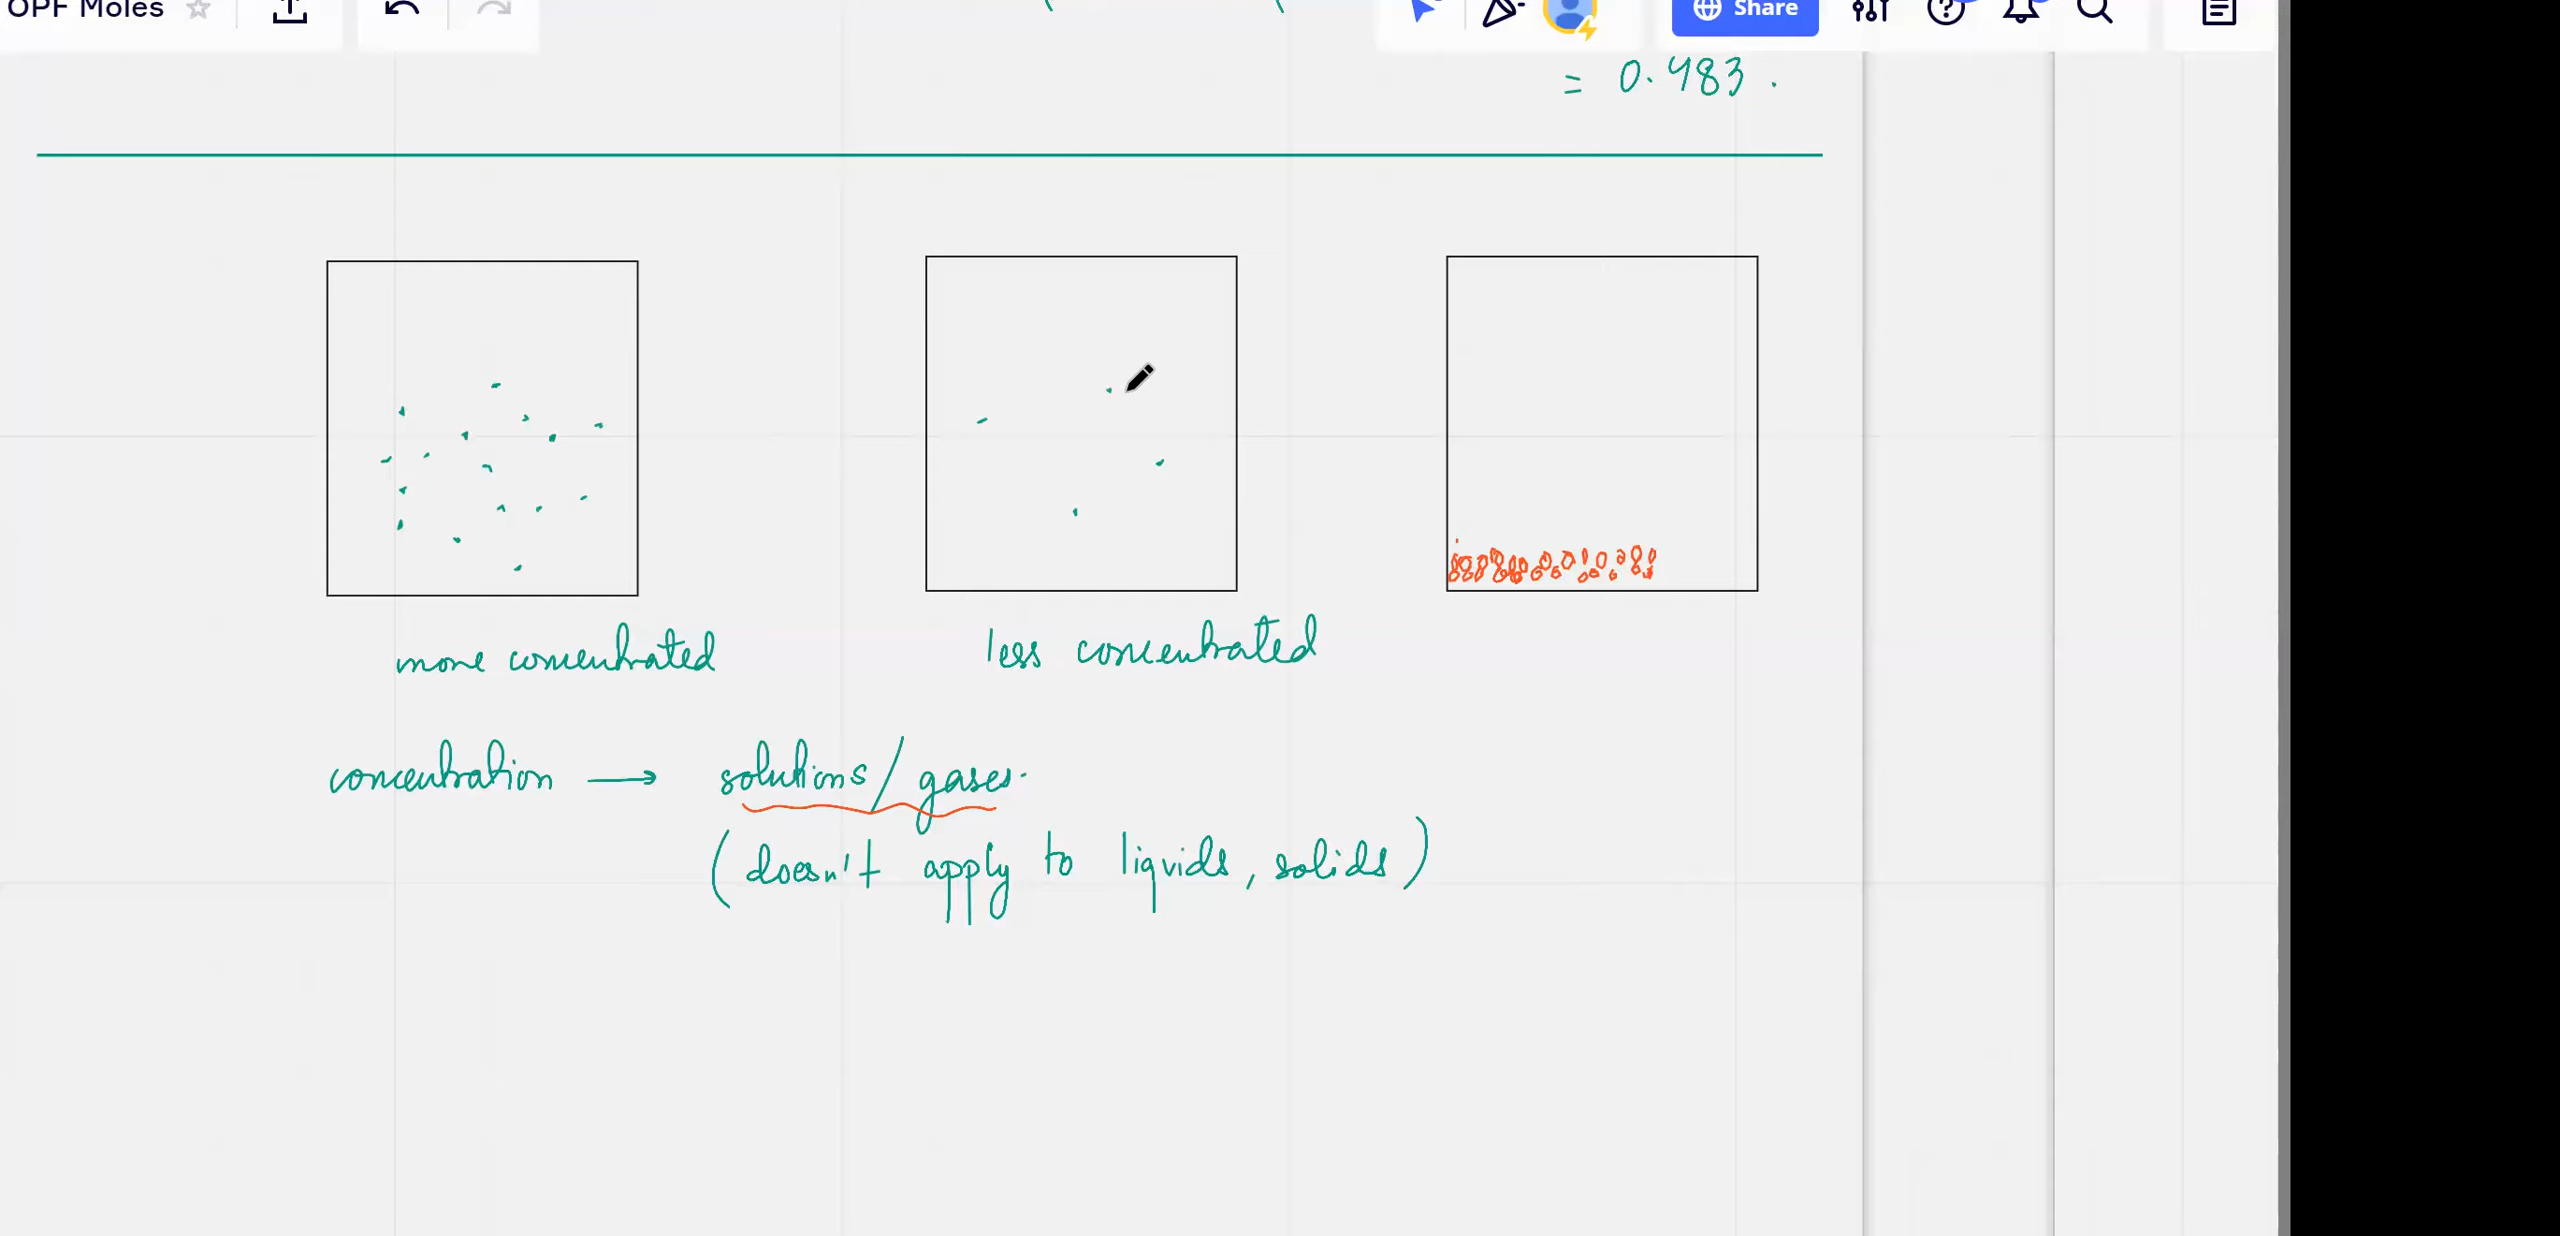 OPF Moles
Share
= 0.483 .
more concentrated
less concentrated
concentration → solutions/gases.
(doesn't apply to liquids, solids)